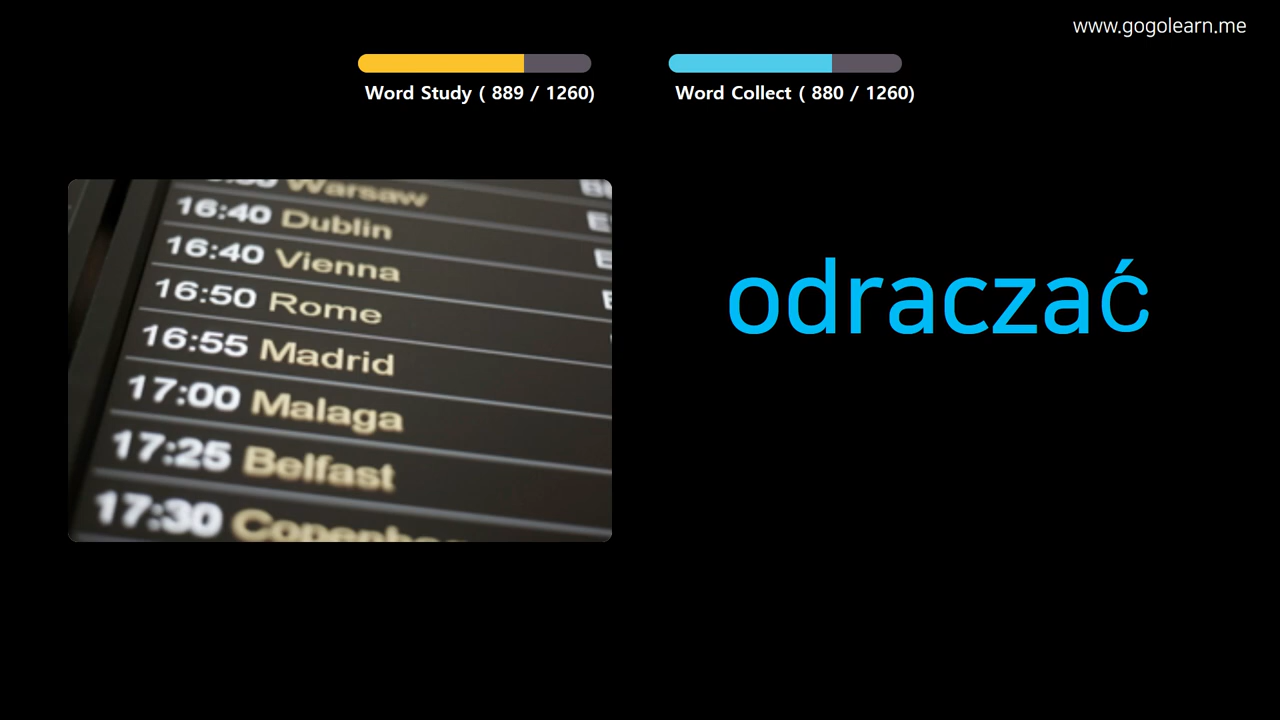 www.gogolearn.me
Word Study ( 889 / 1260)
Word Collect ( 880 / 1260)
Warsaw
16:40 Dublin
16:40 Vienna
16:50 Rome
16:55 Madrid
17:00 Malaga
17:25 Belfast
17:30
odraczać